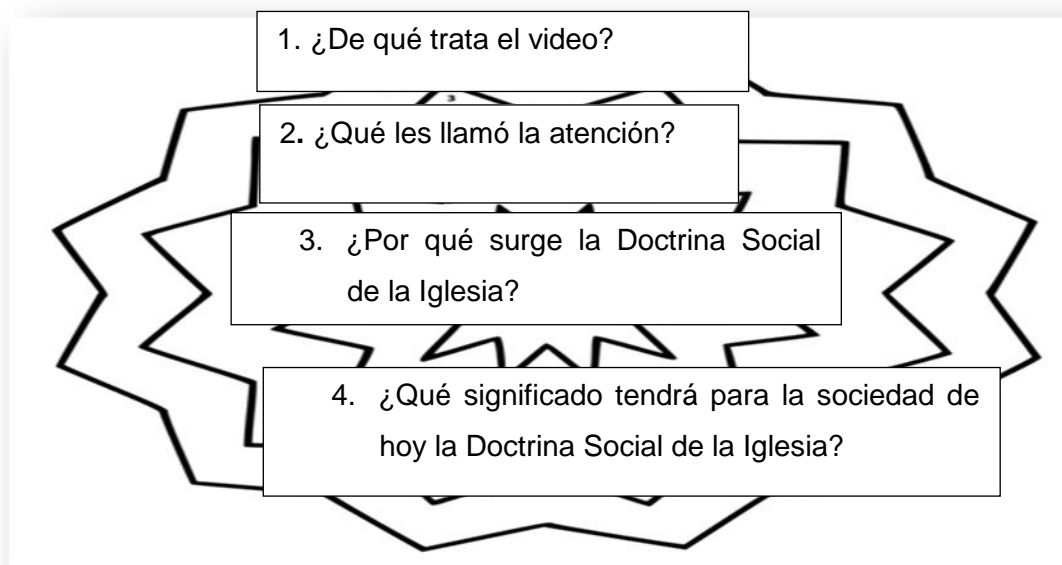 1. ¿De qué trata el video?
3
2. ¿Qué les llamó la atención?
3. ¿Por qué surge la Doctrina Social
de la Iglesia?
4. ¿Qué significado tendrá para la sociedad de
hoy la Doctrina Social de la Iglesia?